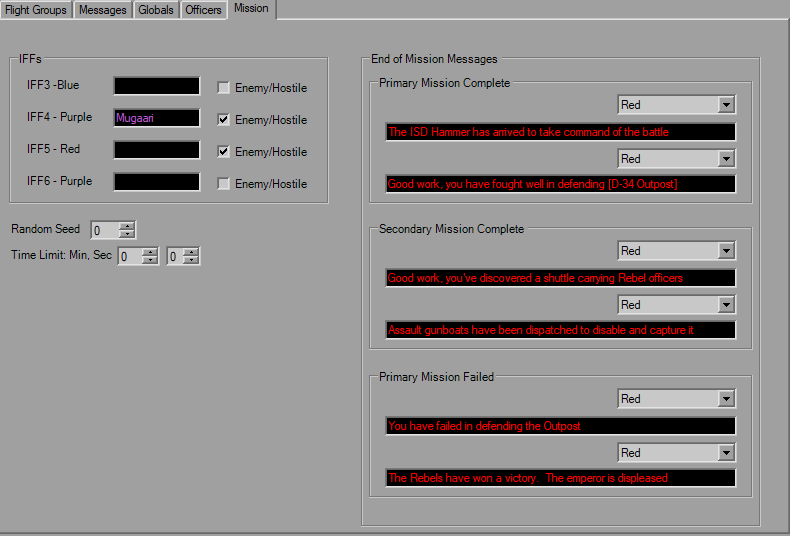 Flight Groups Messages Globals Officers Mission
IFFs
IFF3 -Blue Enemy/Hostile
IFF4 - Purple Mugaari Enemy/Hostile
IFF5 - Red Enemy/Hostile
IFF6 - Purple Enemy/Hostile
Random Seed 0
Time Limit: Min, Sec 0 0
End of Mission Messages
Primary Mission Complete
Red
The ISD Hammer has arrived to take command of the battle
Red
Good work, you have fought well in defending [D-34 Outpost]
Secondary Mission Complete
Red
Good work, you've discovered a shuttle carrying Rebel officers
Red
Assault gunboats have been dispatched to disable and capture it
Primary Mission Failed
Red
You have failed in defending the Outpost
Red
The Rebels have won a victory. The emperor is displeased